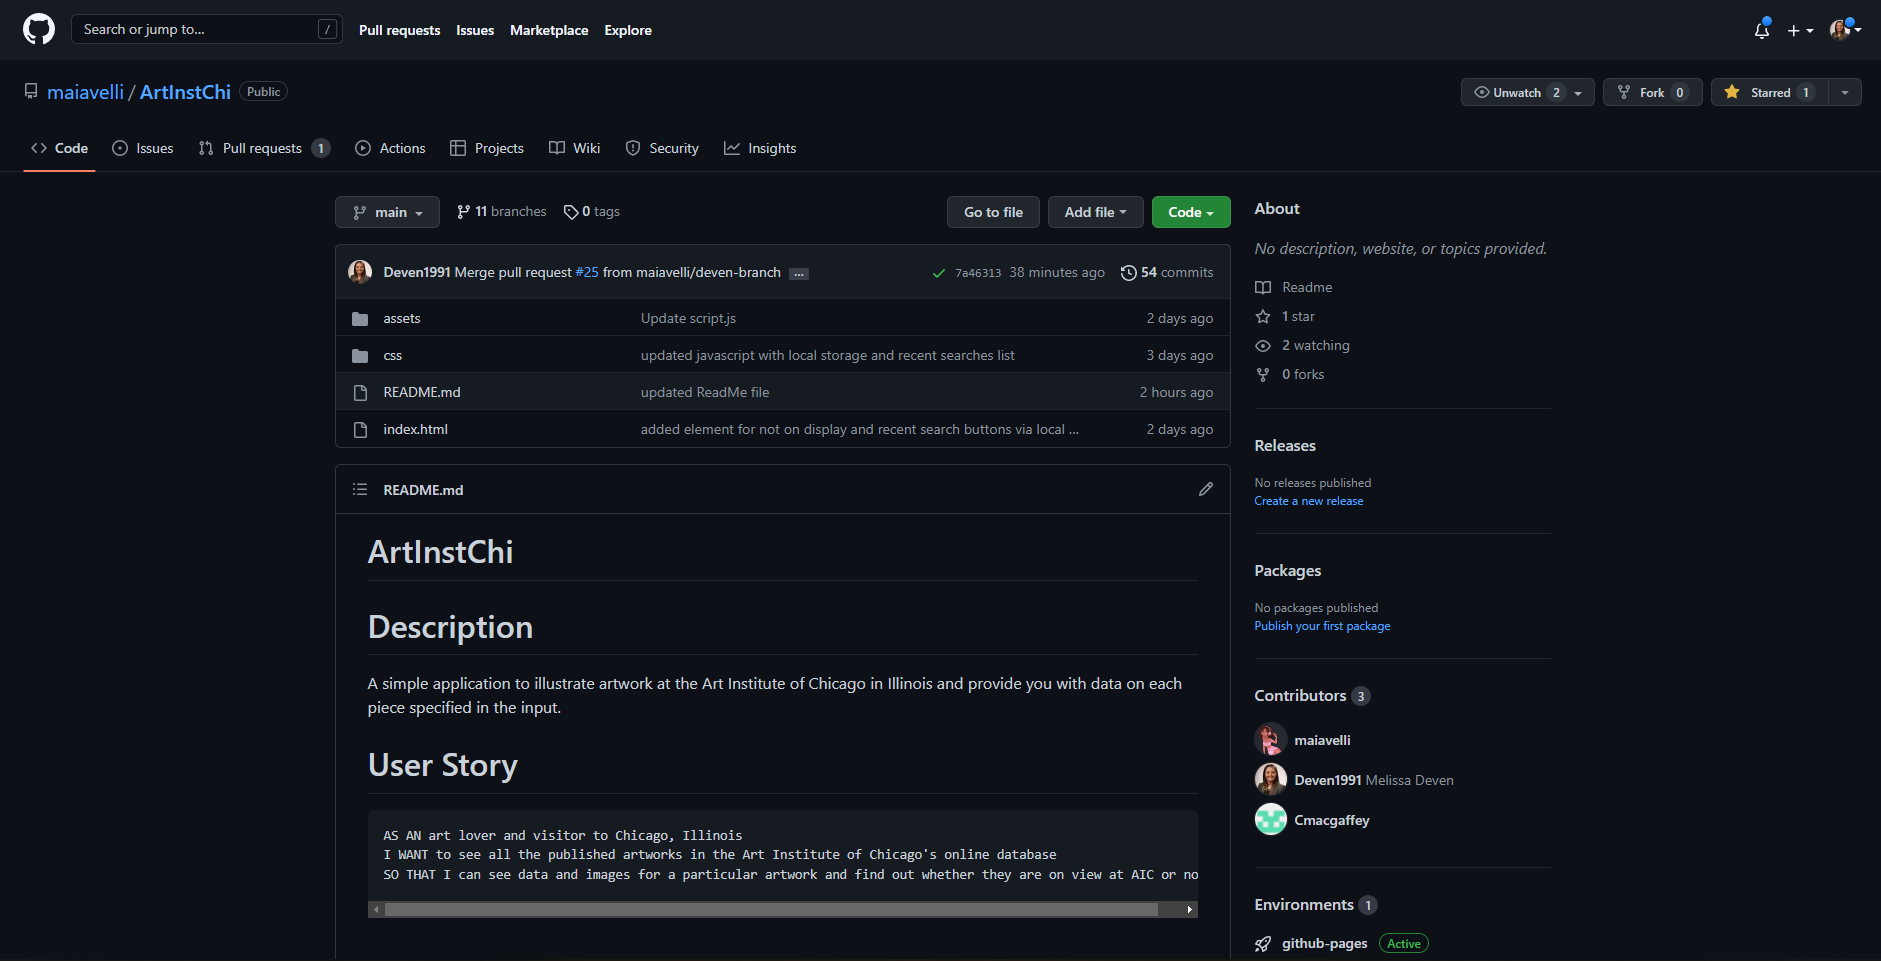 Search or jump to... /
Pull requests Issues Marketplace Explore
maiavelli / ArtInstChi Public
Unwatch 2 Fork 0 Starred 1
Code Issues Pull requests 1 Actions Projects Wiki Security Insights
main 11 branches 0 tags
Go to file Add file Code
Deven1991 Merge pull request #25 from maiavelli/deven-branch ... 7a46313 38 minutes ago 54 commits
assets Update script.js 2 days ago
css updated javascript with local storage and recent searches list 3 days ago
README.md updated ReadMe file 2 hours ago
index.html added element for not on display and recent search buttons via local ... 2 days ago
README.md
ArtInstChi
Description
A simple application to illustrate artwork at the Art Institute of Chicago in Illinois and provide you with data on each
piece specified in the input.
User Story
AS AN art lover and visitor to Chicago, Illinois
I WANT to see all the published artworks in the Art Institute of Chicago's online database
SO THAT I can see data and images for a particular artwork and find out whether they are on view at AIC or no
About
No description, website, or topics provided.
Readme
1 star
2 watching
0 forks
Releases
No releases published
Create a new release
Packages
No packages published
Publish your first package
Contributors 3
maiavelli
Deven1991 Melissa Deven
Cmacgaffey
Environments 1
github-pages Active